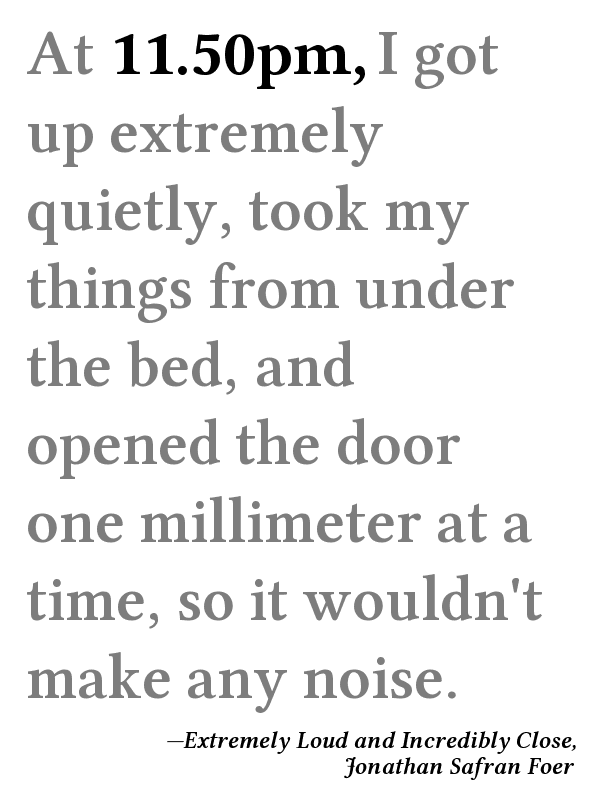 At 11.50pm, I got
up extremely
quietly, took my
things from under
the bed, and
opened the door
one millimeter at a
time, so it wouldn't
make any noise.
—Extremely Loud and Incredibly Close,
Jonathan Safran Foer